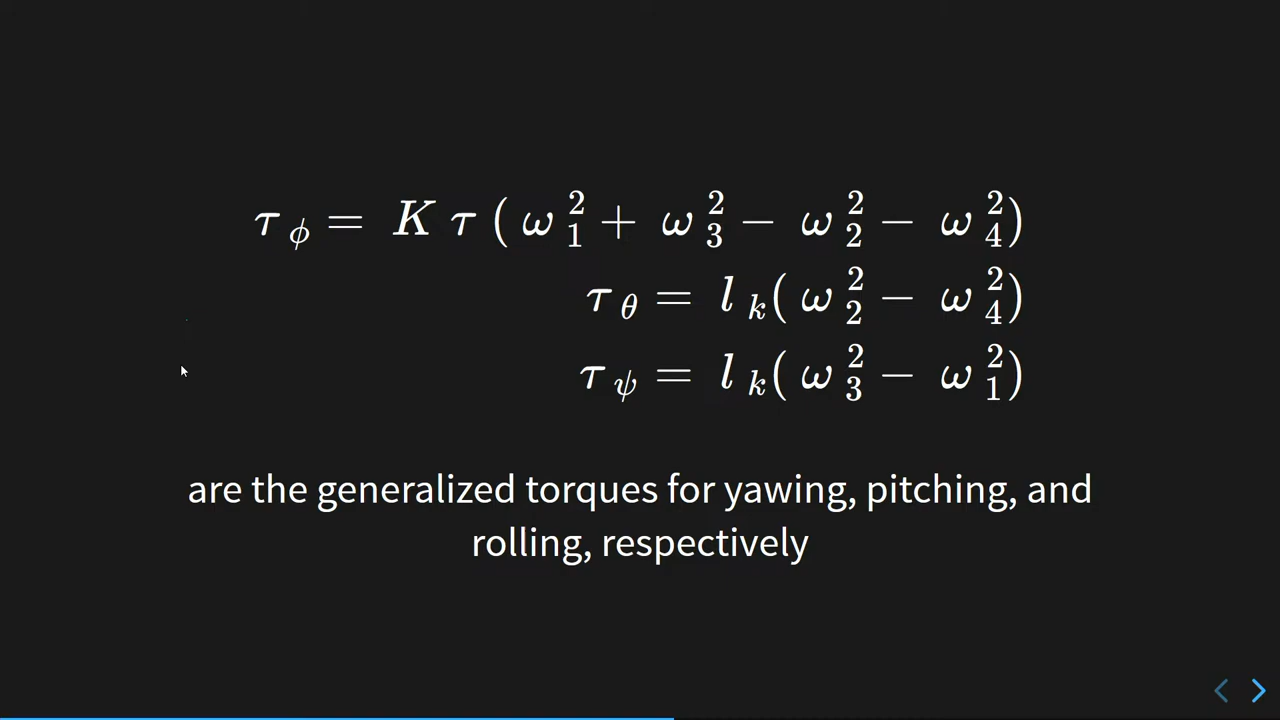 τ_ϕ = K τ ( ω_1^2 + ω_3^2 − ω_2^2 − ω_4^2 )
τ_θ = l_k( ω_2^2 − ω_4^2 )
τ_ψ = l_k( ω_3^2 − ω_1^2 )
are the generalized torques for yawing, pitching, and
rolling, respectively